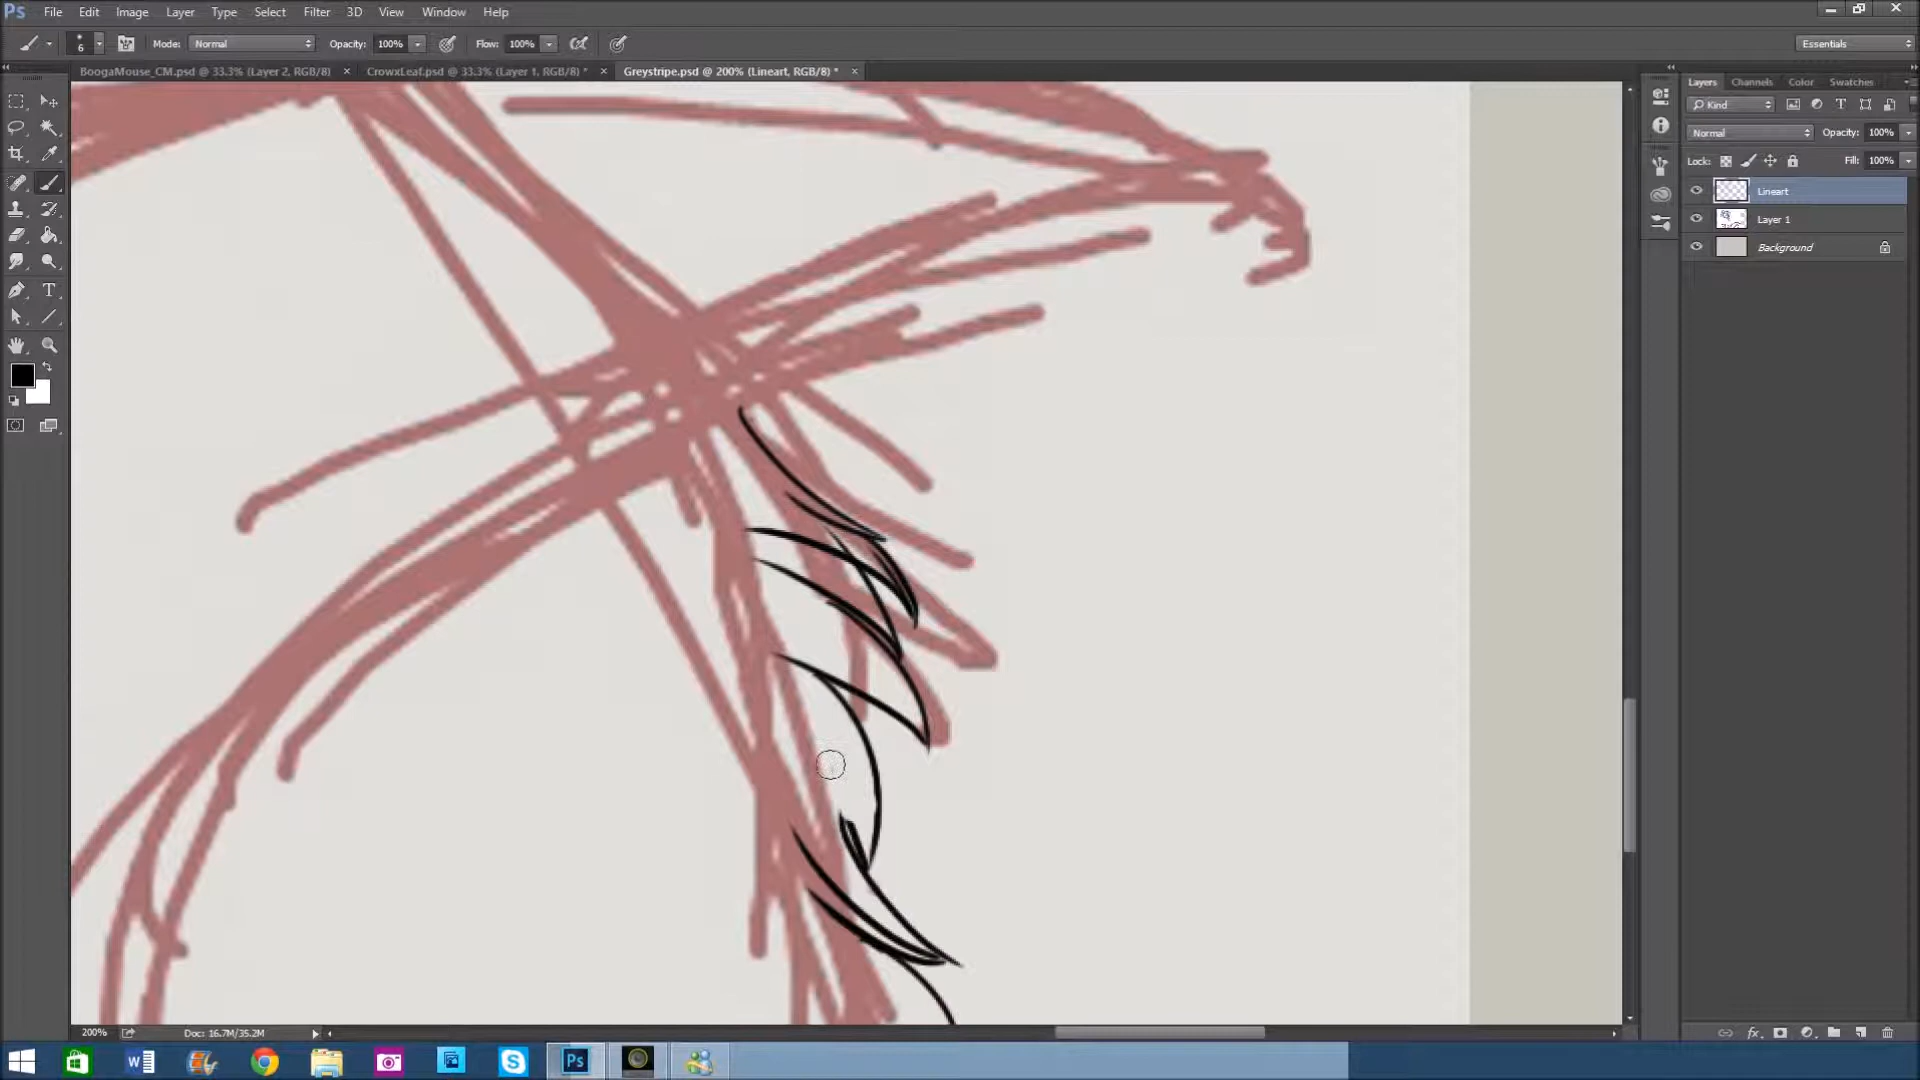 Ps File Edit Image Layer Type Select Filter 3D View Window Help
6 Mode: Normal Opacity: 100% Flow: 100% Essentials
BoogaMouse_CM.psd @ 33.3% (Layer 2, RGB/8) × CrowxLeaf.psd @ 33.3% (Layer 1, RGB/8) * × Greystripe.psd @ 200% (Lineart, RGB/8) * ×
Layers Channels Color Swatches
Kind
Normal Opacity: 100%
Lock: Fill: 100%
Lineart
Layer 1
Background
200% Doc: 16.7M/35.2M